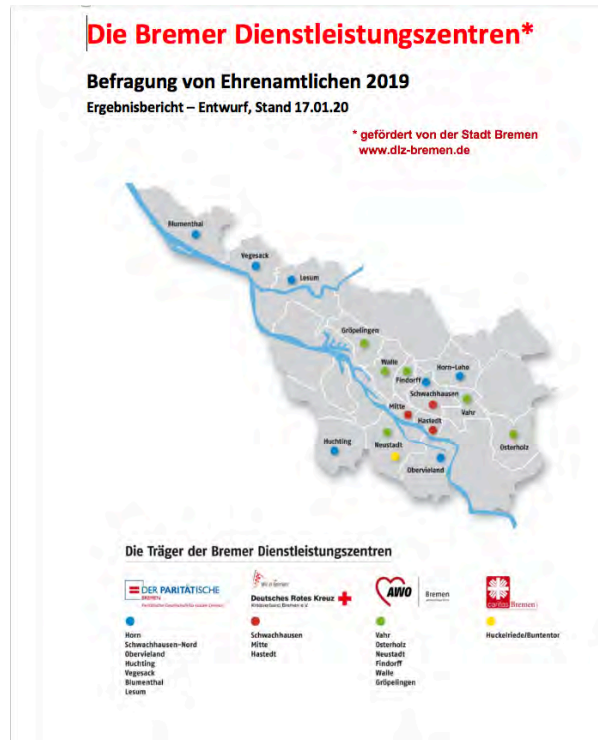 Die Bremer Dienstleistungszentren*
Befragung von Ehrenamtlichen 2019
Ergebnisbericht – Entwurf, Stand 17.01.20
* gefördert von der Stadt Bremen
www.dlz-bremen.de
Blumenthal
Vegesack
Lesum
Gröpelingen
Walle
Findorff
Horn-Lehe
Schwachhausen
Mitte
Vahr
Hastedt
Huchting
Neustadt
Osterholz
Obervieland
Die Träger der Bremer Dienstleistungszentren
DER PARITÄTISCHE
BREMEN
Deutsches Rotes Kreuz
Kreisverband Bremen e.V.
AWO Bremen
caritas Bremen
Horn
Schwachhausen-Nord
Obervieland
Huchting
Vegesack
Blumenthal
Lesum
Schwachhausen
Mitte
Hastedt
Vahr
Osterholz
Neustadt
Findorff
Walle
Gröpelingen
Huckelriede/Buntentor